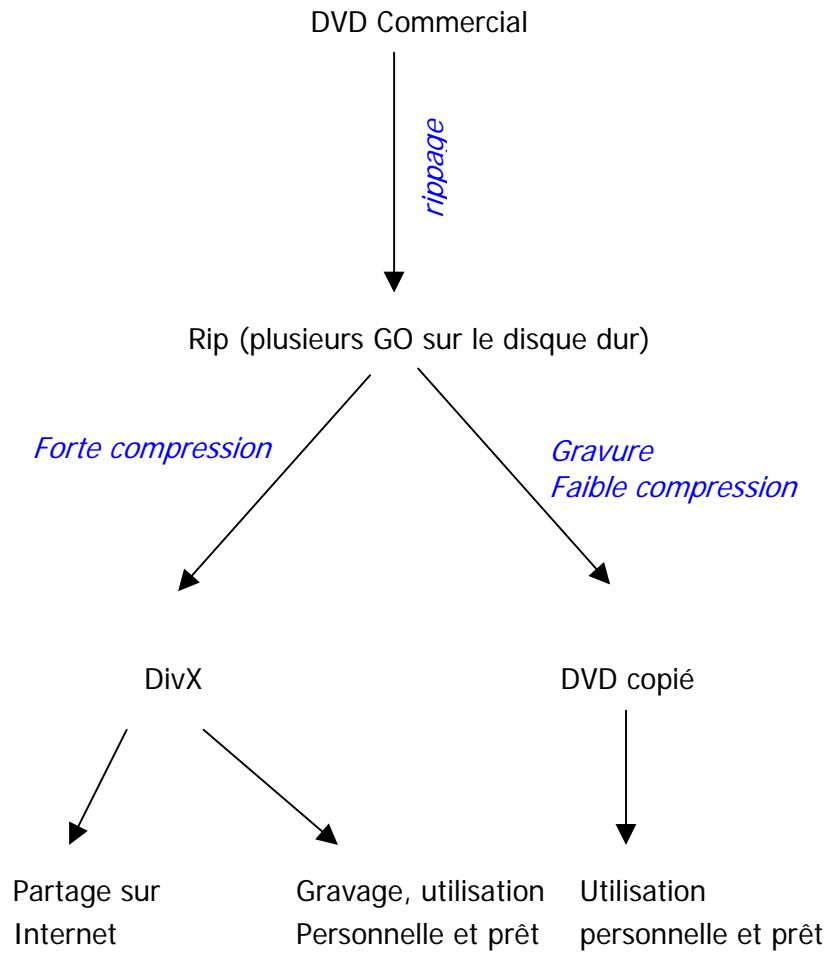 DVD Commercial
rippage
Rip (plusieurs GO sur le disque dur)
Forte compression
Gravure
Faible compression
DivX
DVD copié
Partage sur
Internet
Gravage, utilisation
Personnelle et prêt
Utilisation
personnelle et prêt